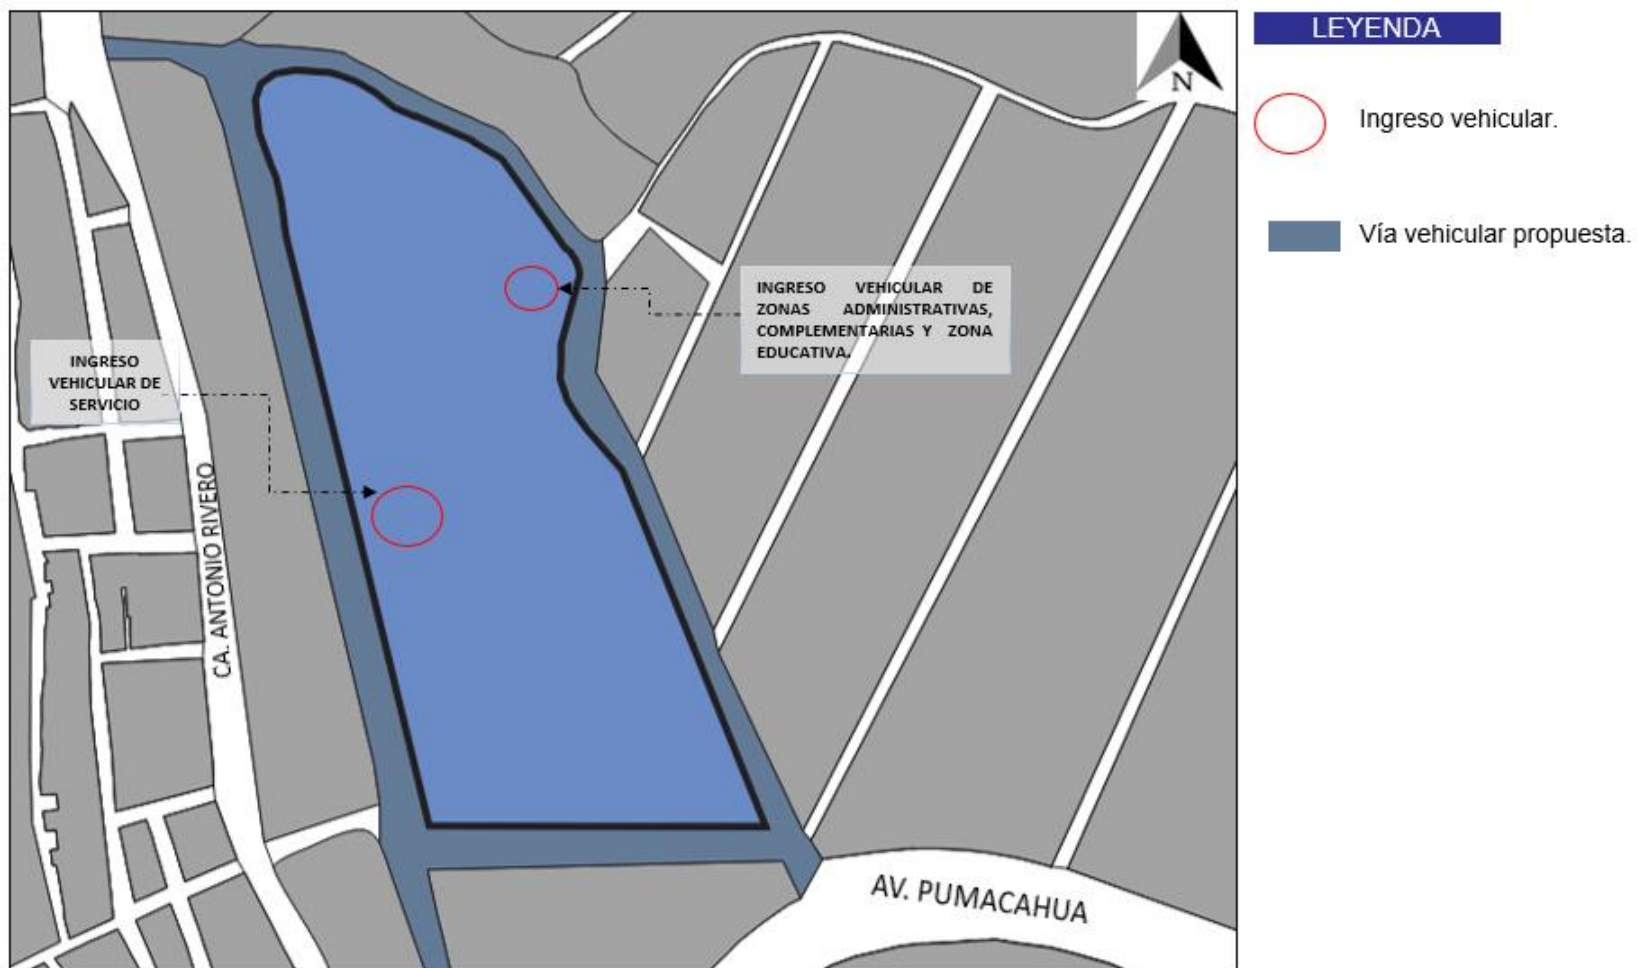 LEYENDA
N
Ingreso vehicular.
Vía vehicular propuesta.
INGRESO VEHICULAR DE
ZONAS ADMINISTRATIVAS,
COMPLEMENTARIAS Y ZONA
EDUCATIVA.
INGRESO
VEHICULAR DE
SERVICIO
CA. ANTONIO RIVERO
AV. PUMACAHUA